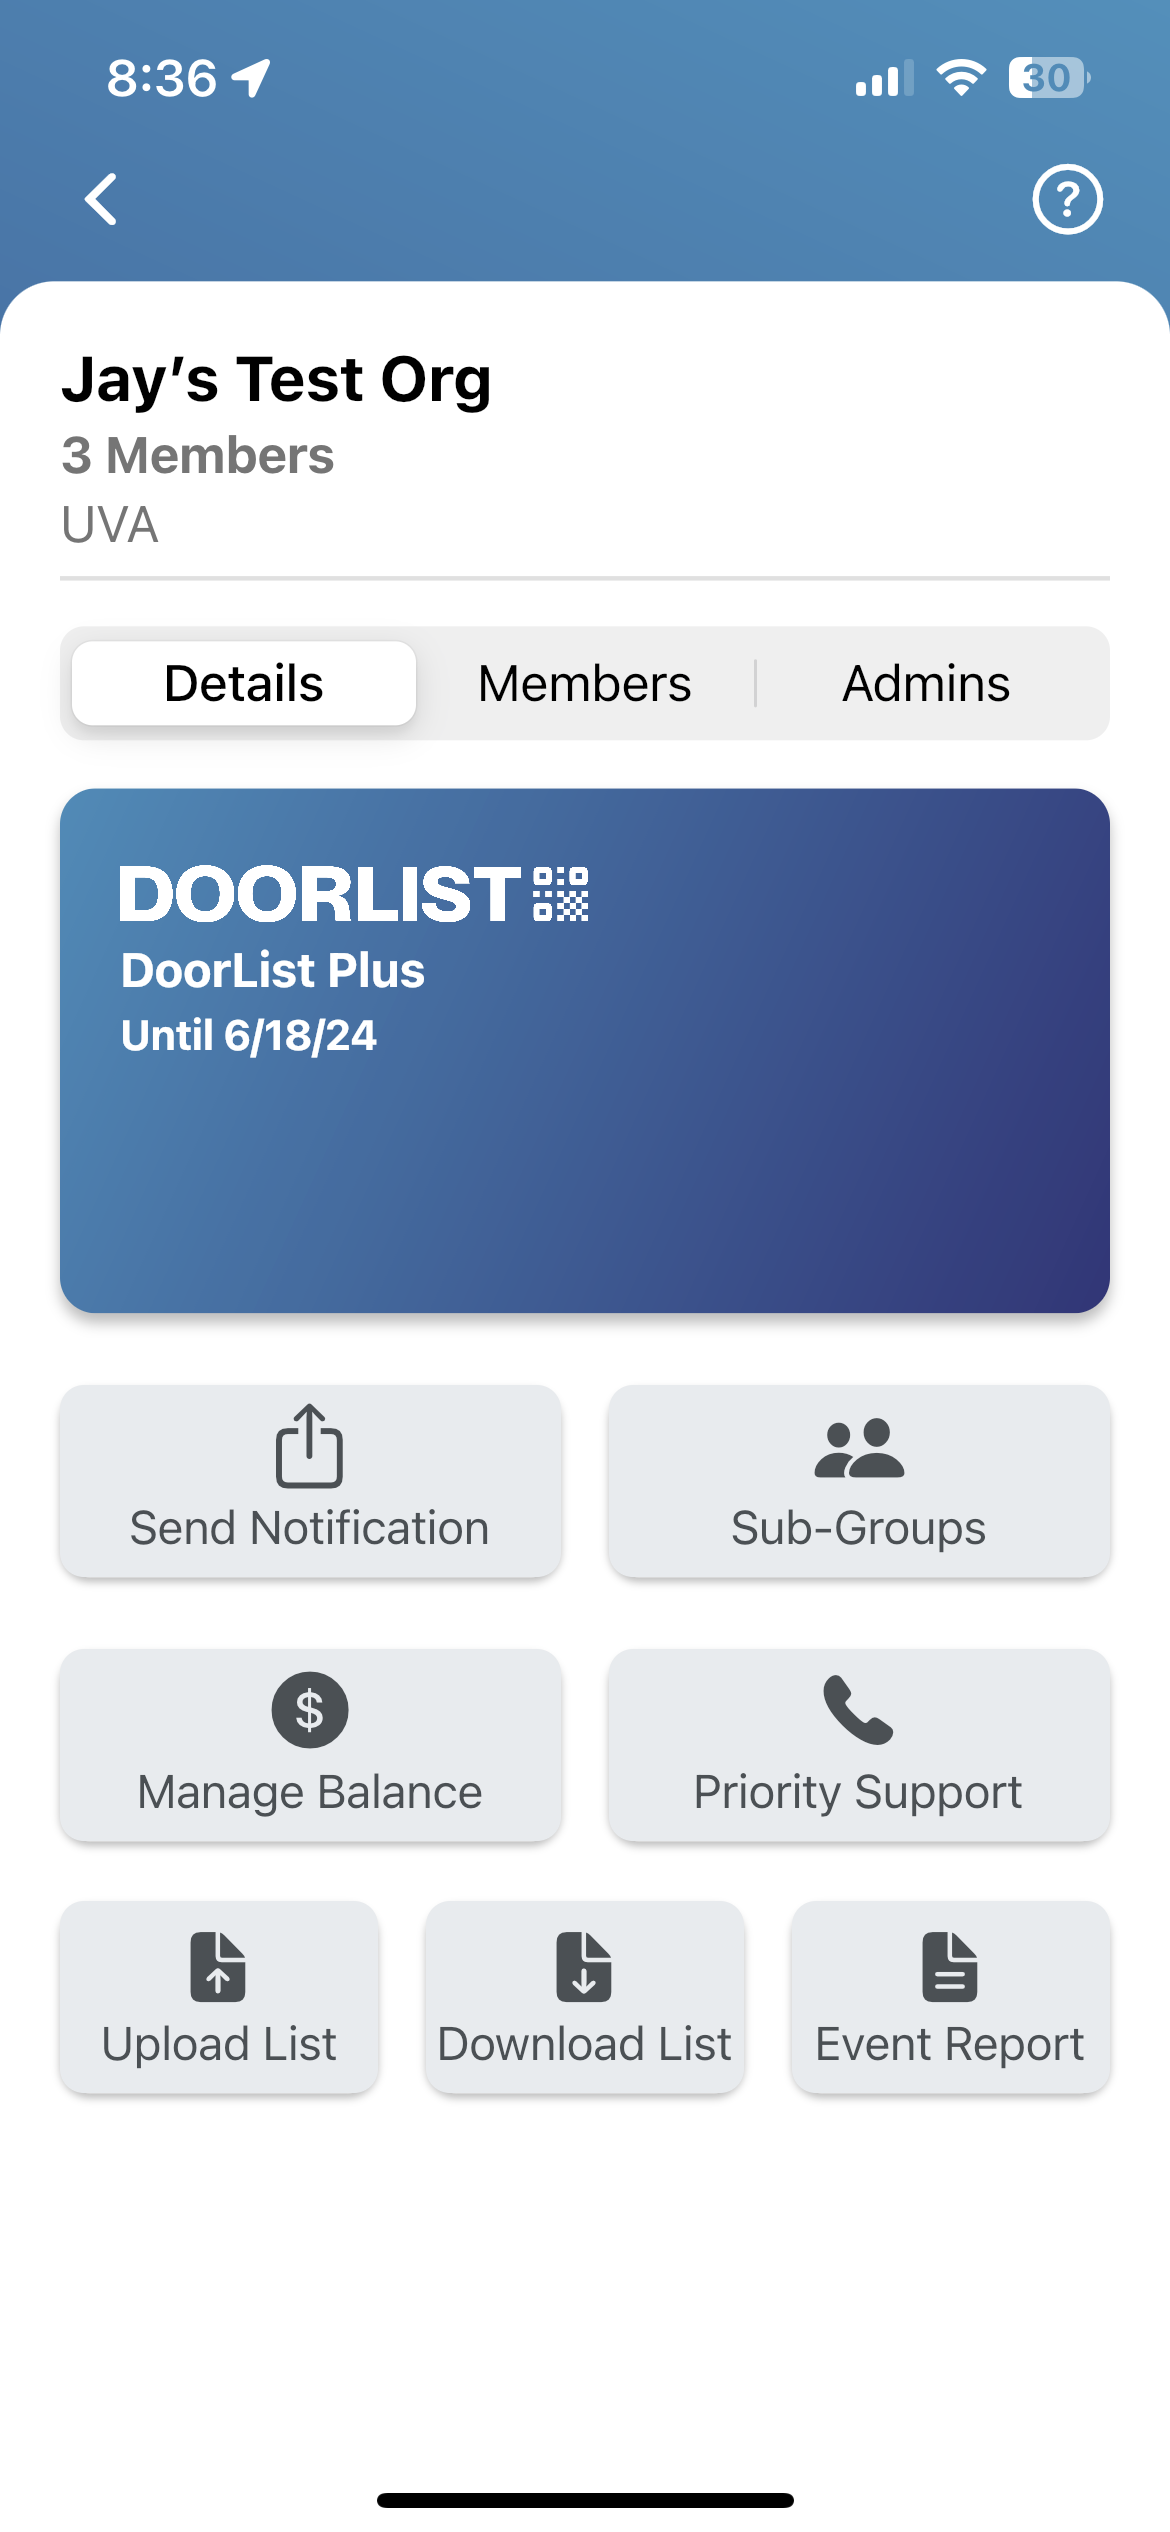 8:36
30
?
Jay’s Test Org
3 Members
UVA
Details Members Admins
DOORLIST
DoorList Plus
Until 6/18/24
Send Notification Sub-Groups
$
Manage Balance Priority Support
Upload List Download List Event Report